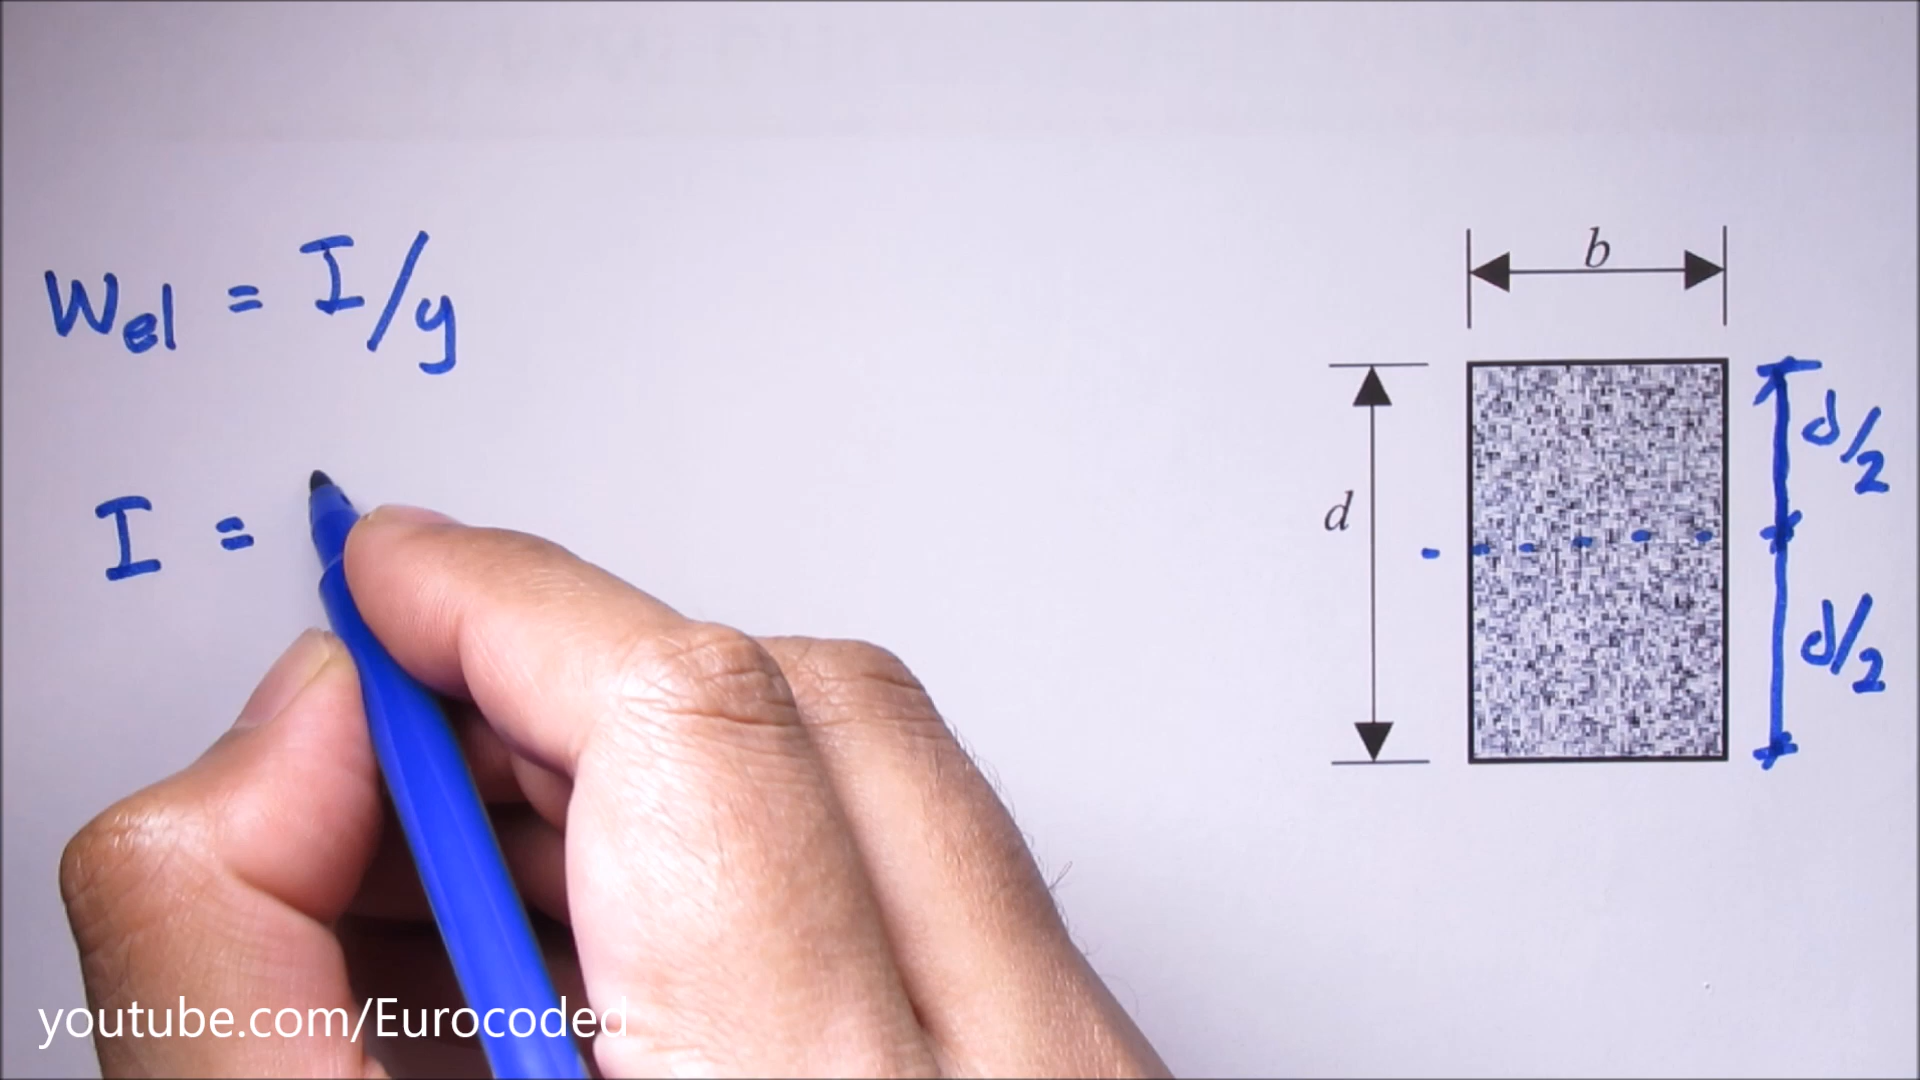 Wel = I/y
b
d/2
I =
d
d/2
youtube.com/Eurocoded